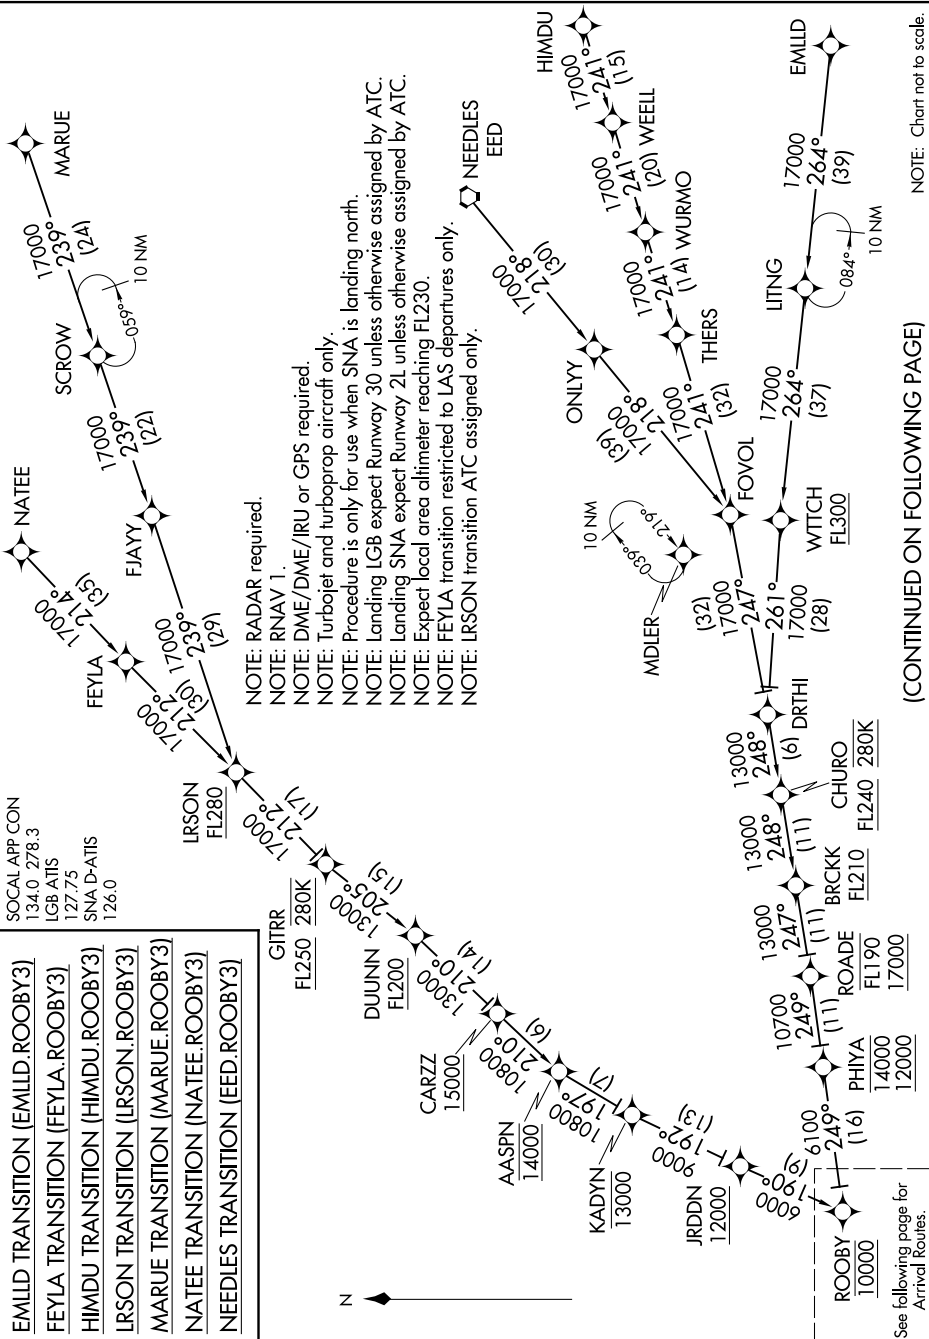 EMLLD TRANSITION (EMLLD.ROOBY3)
FEYLA TRANSITION (FEYLA.ROOBY3)
HIMDU TRANSITION (HIMDU.ROOBY3)
LRSON TRANSITION (LRSON.ROOBY3)
MARUE TRANSITION (MARUE.ROOBY3)
NATEE TRANSITION (NATEE.ROOBY3)
NEEDLES TRANSITION (EED.ROOBY3)
SOCAL APP CON
134.0 278.3
LGB ATIS
127.75
SNA D-ATIS
126.0
NATEE
17000
214°
(35)
FEYLA
17000
212°
(30)
MARUE
17000
239°
(24)
SCROW
059°
10 NM
17000
239°
(22)
FJAYY
17000
239°
(29)
LRSON
FL280
17000
212°
(17)
GITRR
FL250 280K
13000
205°
(15)
DUUNN
FL200
13000
210°
(14)
CARZZ
15000
10800
210°
(6)
AASPN
14000
10800
197°
(7)
KADYN
13000
9000
192°
(13)
JRDDN
12000
6000
190°
(9)
ROOBY
10000
See following page for
Arrival Routes.
N
NOTE: RADAR required.
NOTE: RNAV 1.
NOTE: DME/DME/IRU or GPS required.
NOTE: Turbojet and turboprop aircraft only.
NOTE: Procedure is only for use when SNA is landing north.
NOTE: Landing LGB expect Runway 30 unless otherwise assigned by ATC.
NOTE: Landing SNA expect Runway 2L unless otherwise assigned by ATC.
NOTE: Expect local area altimeter reaching FL230.
NOTE: FEYLA transition restricted to LAS departures only.
NOTE: LRSON transition ATC assigned only.
NEEDLES
EED
17000
218°
(30)
ONLYY
17000
218°
(39)
HIMDU
17000
241°
(15)
WEELL
17000
241°
(20)
WURMO
17000
241°
(14)
THERS
17000
241°
(32)
FOVOL
17000
247°
(32)
MDLER
10 NM
039°
219°
EMLLD
17000
264°
(39)
LITNG
084°
10 NM
17000
264°
(37)
WTTCH
FL300
261°
17000
(28)
DRTHI
13000
248°
(6)
CHURO
FL240 280K
13000
248°
(11)
BRCKK
FL210
13000
247°
(11)
ROADE
FL190
17000
10700
249°
(11)
PHIYA
14000
12000
6100
249°
(16)
(CONTINUED ON FOLLOWING PAGE)
NOTE: Chart not to scale.